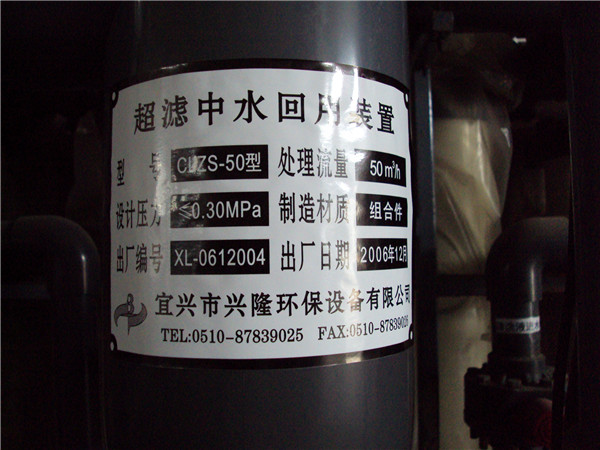 超滤中水回用装置
型 号 CLZS-50型 处理流量 50m³/h
设计压力 ≤0.30MPa 制造材质 组合件
出厂编号 XL-0612004 出厂日期 2006年12月
宜兴市兴隆环保设备有限公司
TEL:0510-87839025 FAX:0510-87839026